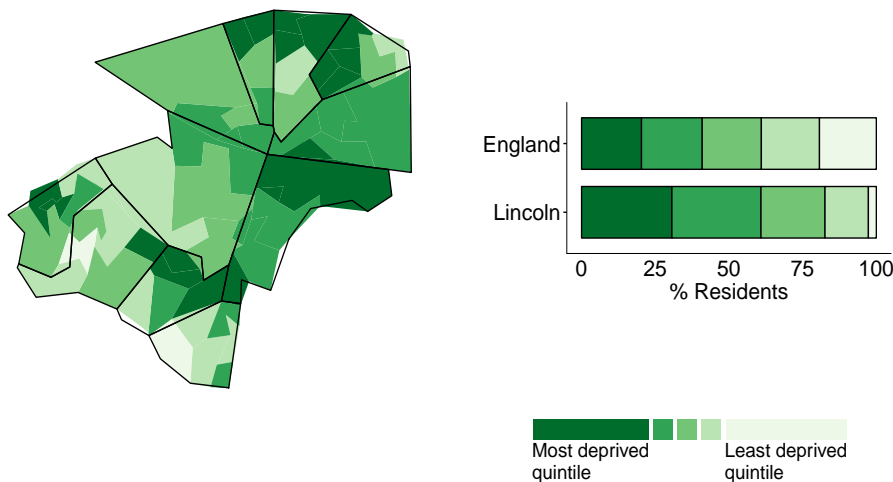 England
Lincoln
0 25 50 75 100
% Residents
Most deprived quintile
Least deprived quintile